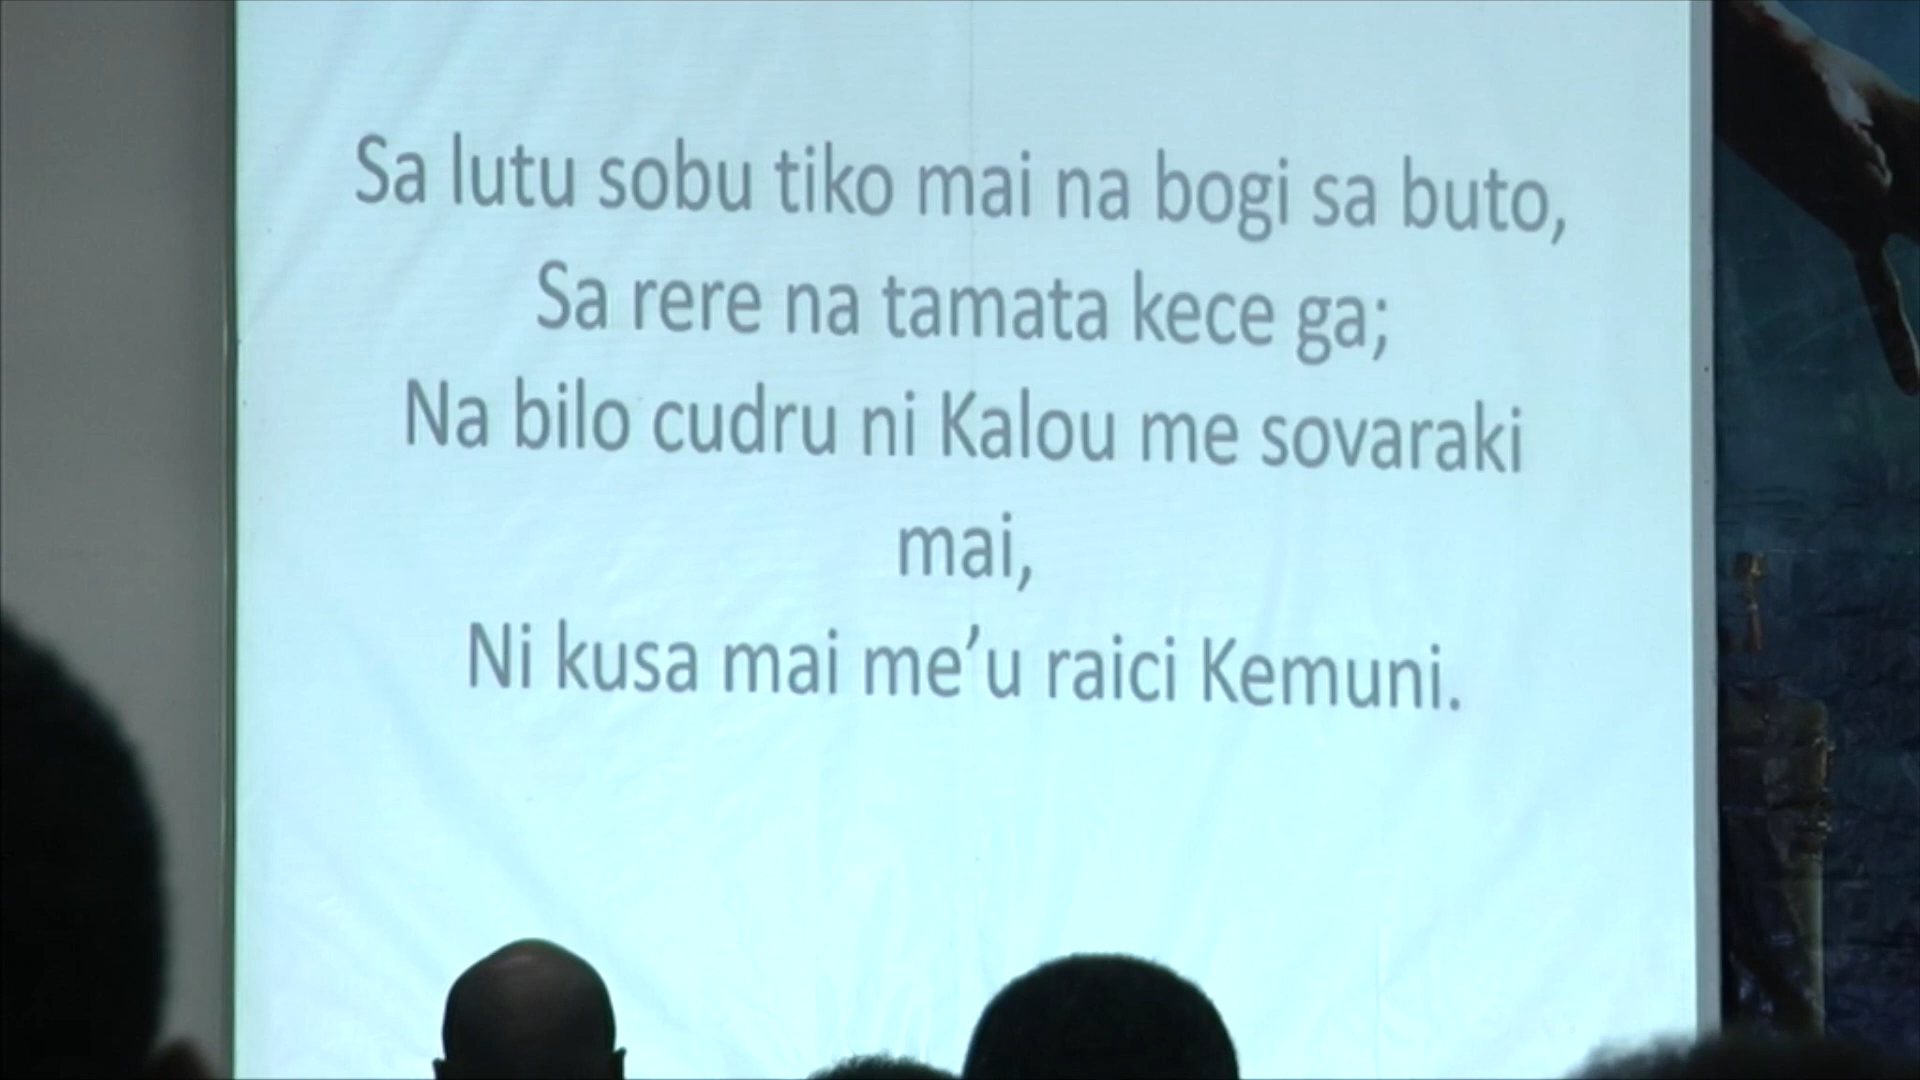 Sa lutu sobu tiko mai na bogi sa buto,
Sa rere na tamata kece ga;
Na bilo cudru ni Kalou me sovaraki
mai,
Ni kusa mai me’u raici Kemuni.